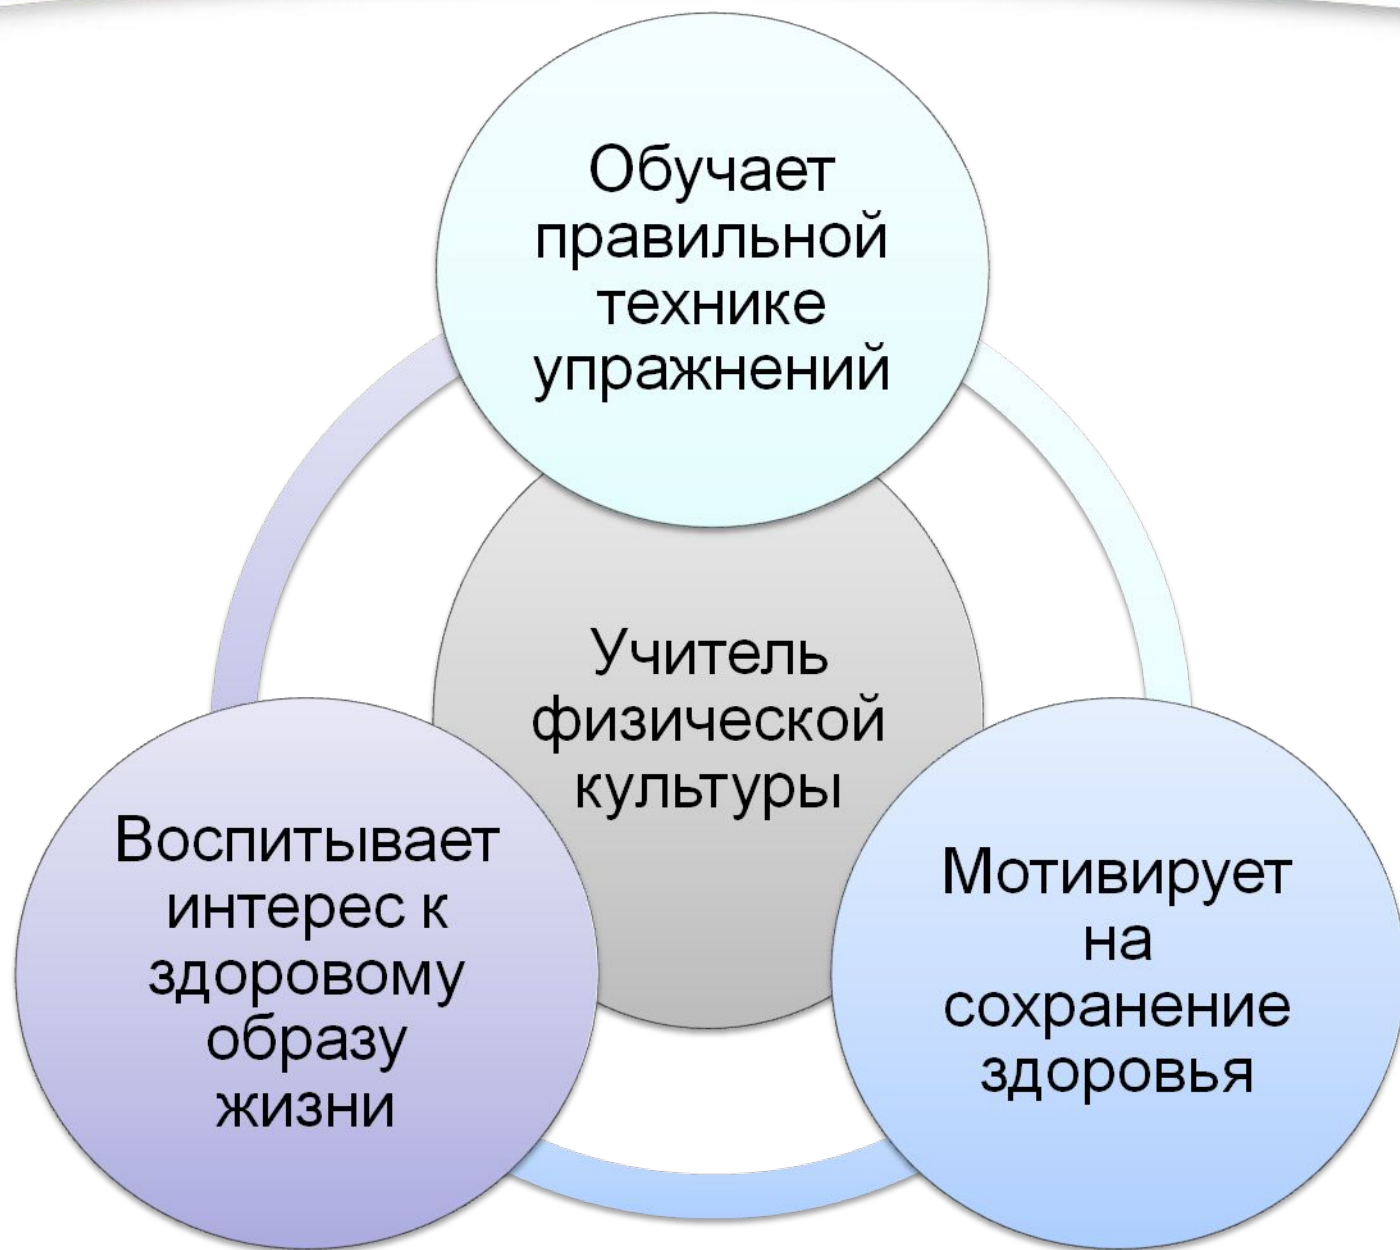 Обучает
правильной
технике
упражнений
Учитель
физической
культуры
Воспитывает
интерес к
здоровому
образу
жизни
Мотивирует
на
сохранение
здоровья